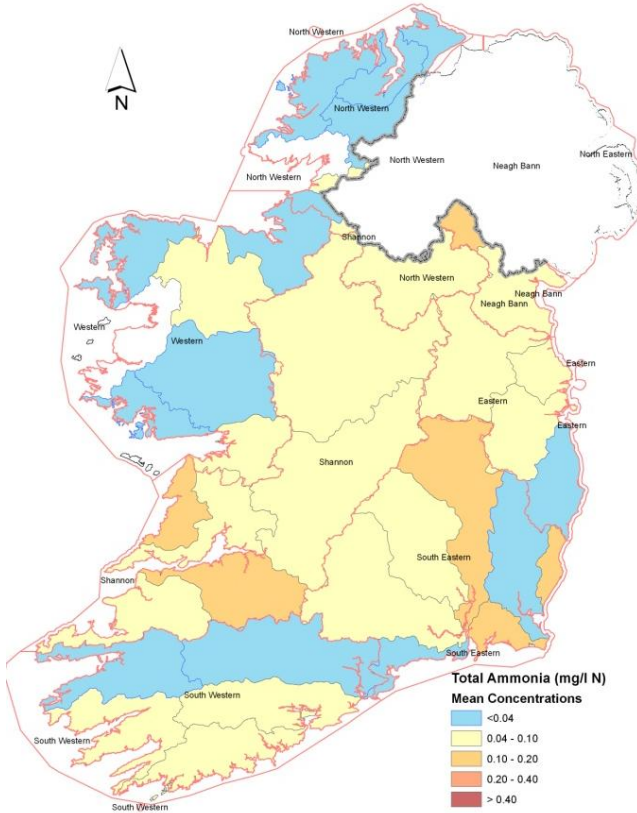 North Western
N
North Western
North Western
North Eastern
Neagh Bann
North Western
Shannon
North Western
Neagh Bann
Neagh Bann
Western
Western
Eastern
Eastern
Eastern
Shannon
South Eastern
Shannon
South Eastern
South Western
South Western
South Western
Total Ammonia (mg/l N)
Mean Concentrations
<0.04
0.04 - 0.10
0.10 - 0.20
0.20 - 0.40
> 0.40